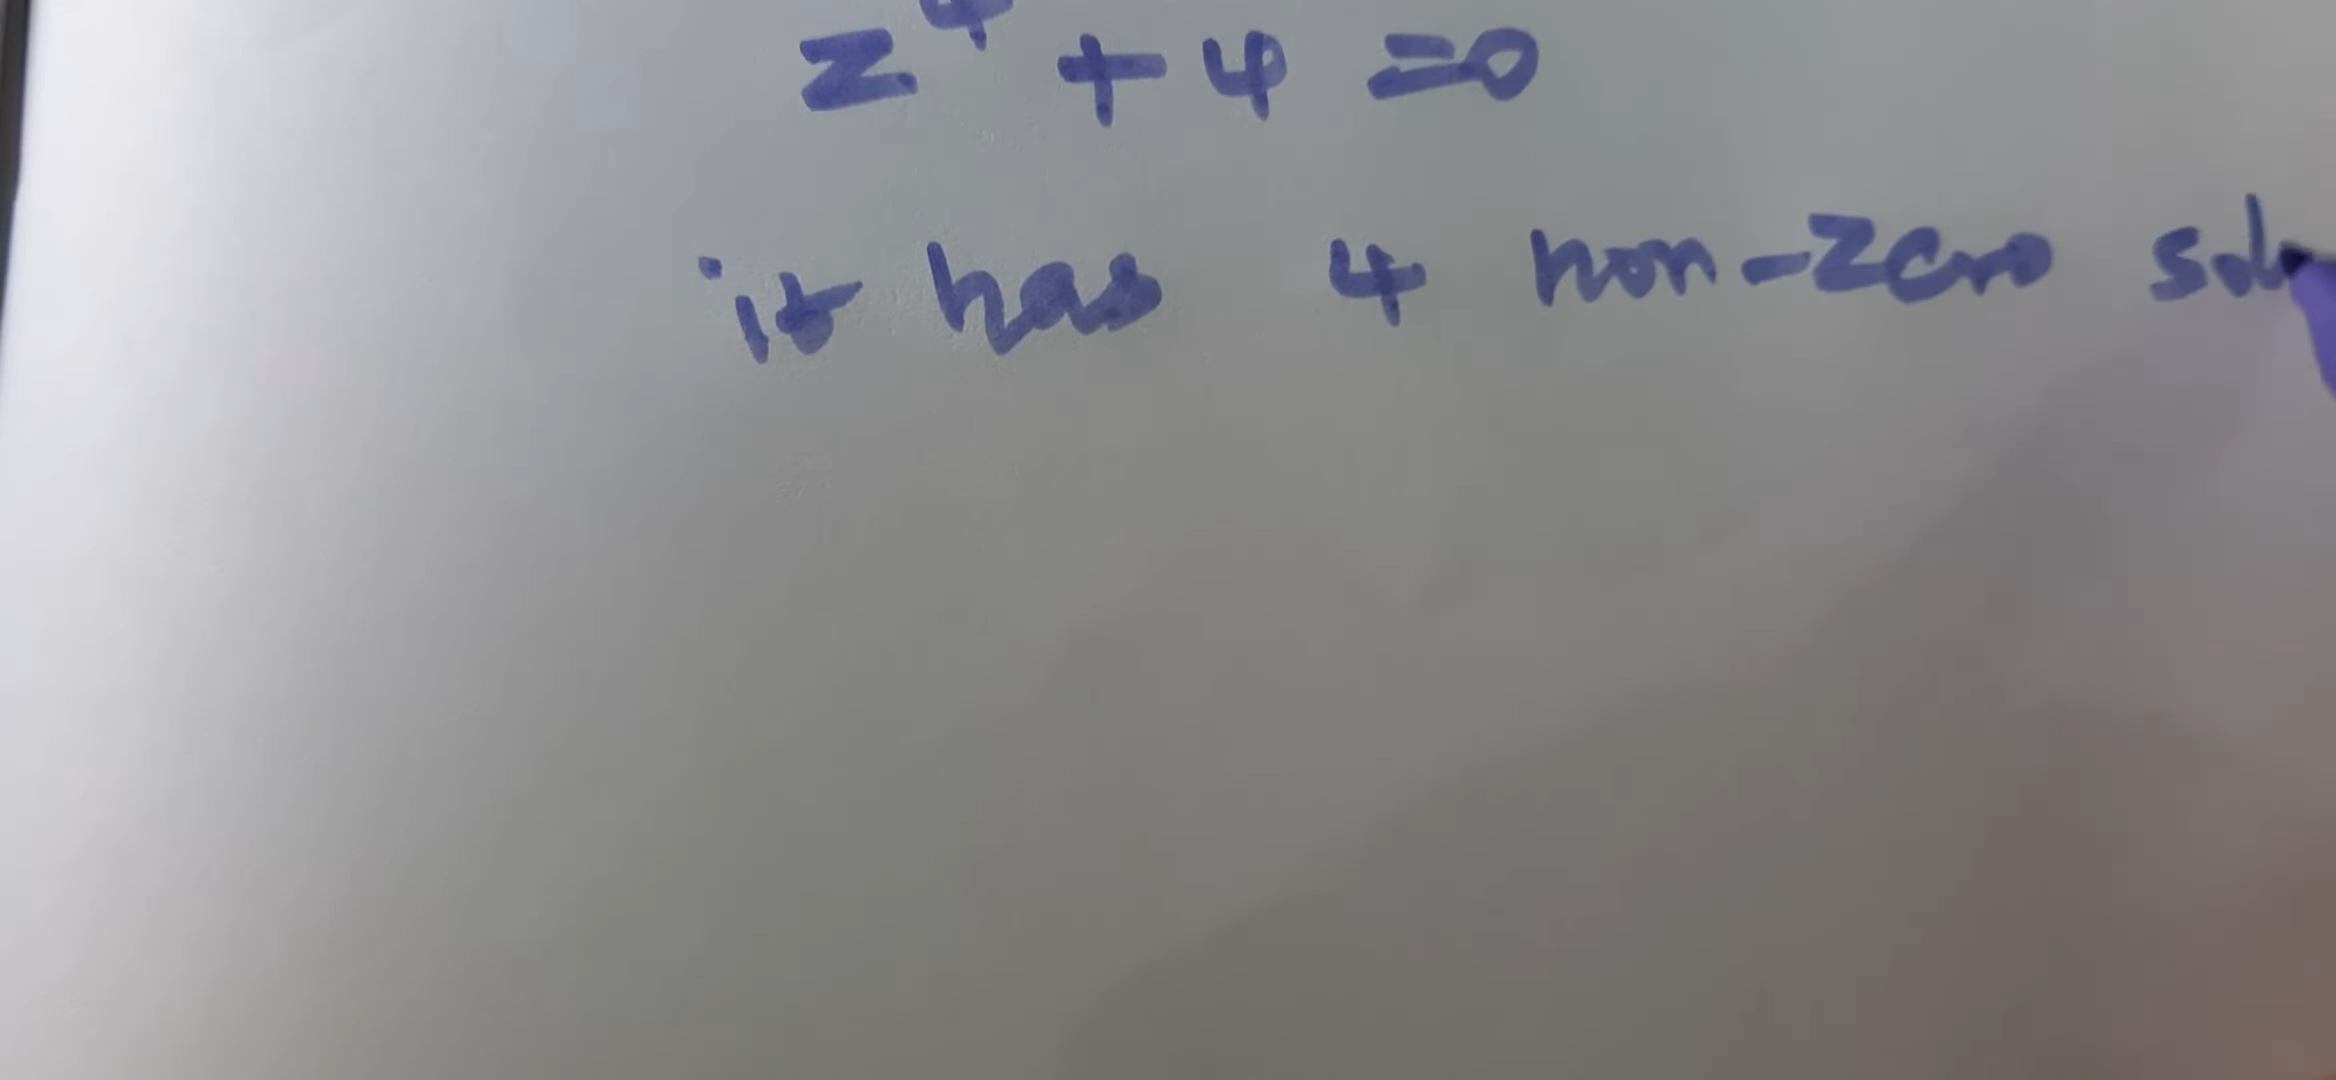 z⁴ + 4 = 0
it has 4 non-zero